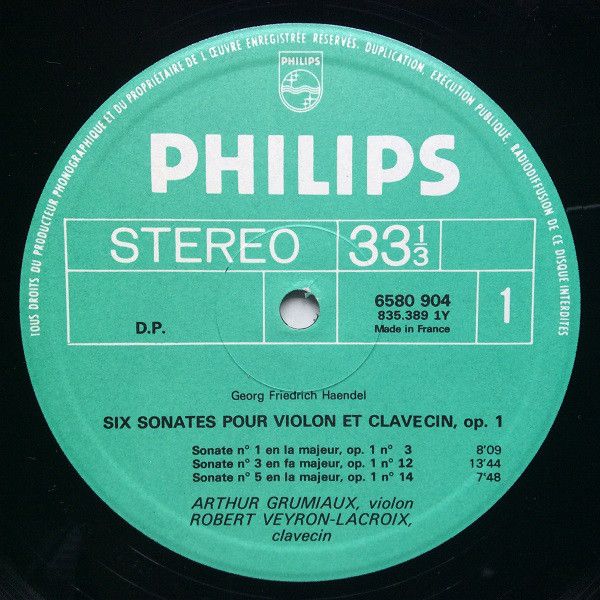 TOUS DROITS DU PRODUCTEUR PHONOGRAPHIQUE ET DU PROPRIÉTAIRE DE L'ŒUVRE ENREGISTRÉE RÉSERVÉS. DUPLICATION, EXÉCUTION PUBLIQUE, RADIODIFFUSION DE CE DISQUE INTERDITES
PHILIPS
PHILIPS
STEREO 33⅓
D.P. 6580 904 1
835.389 1Y
Made in France
Georg Friedrich Haendel
SIX SONATES POUR VIOLON ET CLAVECIN, op. 1
Sonate n° 1 en la majeur, op. 1 n° 3 8'09
Sonate n° 3 en fa majeur, op. 1 n° 12 13'44
Sonate n° 5 en la majeur, op. 1 n° 14 7'48
ARTHUR GRUMIAUX, violon
ROBERT VEYRON-LACROIX,
clavecin